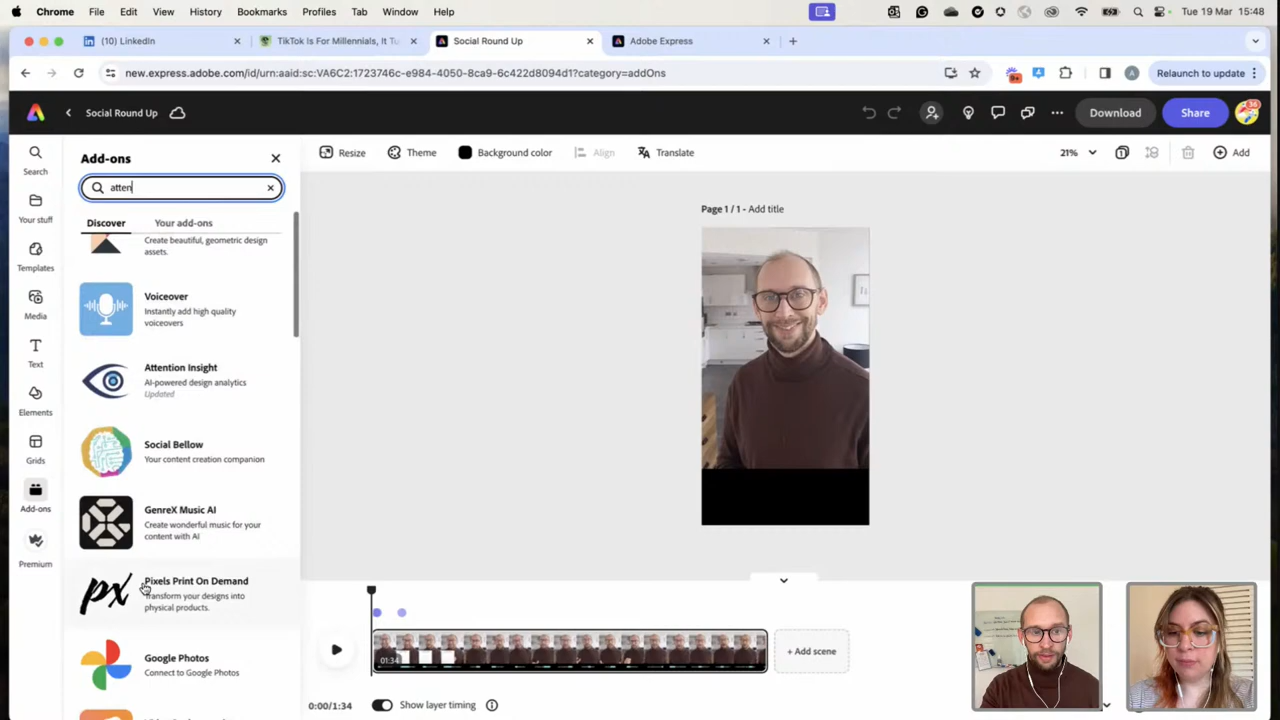 Chrome File Edit View History Bookmarks Profiles Tab Window Help Tue 19 Mar 15:48
(10) LinkedIn TikTok Is For Millennials, It Tu Social Round Up Adobe Express
new.express.adobe.com/id/urn:aaid:sc:VA6C2:1723746c-e984-4050-8ca9-6c422d8094d1?category=addOns 9+ A Relaunch to update
Social Round Up Download Share 36
Search
Your stuff
Templates
Media
Text
Elements
Grids
Add-ons
Premium
Add-ons
atten
Discover Your add-ons
Create beautiful, geometric design
assets.
Voiceover
Instantly add high quality
voiceovers
Attention Insight
AI-powered design analytics
Updated
Social Bellow
Your content creation companion
GenreX Music AI
Create wonderful music for your
content with AI
px
Pixels Print On Demand
Transform your designs into
physical products.
Google Photos
Connect to Google Photos
Resize Theme Background color Align Translate 21% 1 Add
Page 1 / 1 - Add title
01:34
+ Add scene
0:00/1:34 Show layer timing